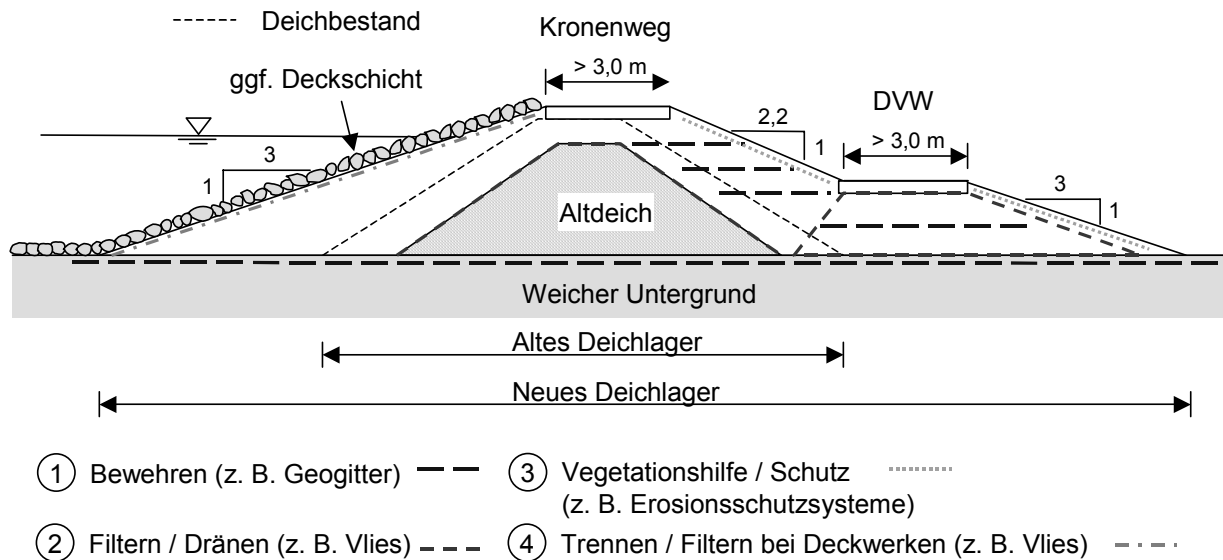 Deichbestand
Kronenweg
ggf. Deckschicht
> 3,0 m
DVW
2,2
1
> 3,0 m
3
1
3
1
Altdeich
Weicher Untergrund
Altes Deichlager
Neues Deichlager
1 Bewehren (z. B. Geogitter)
3 Vegetationshilfe / Schutz
(z. B. Erosionsschutzsysteme)
2 Filtern / Dränen (z. B. Vlies)
4 Trennen / Filtern bei Deckwerken (z. B. Vlies)